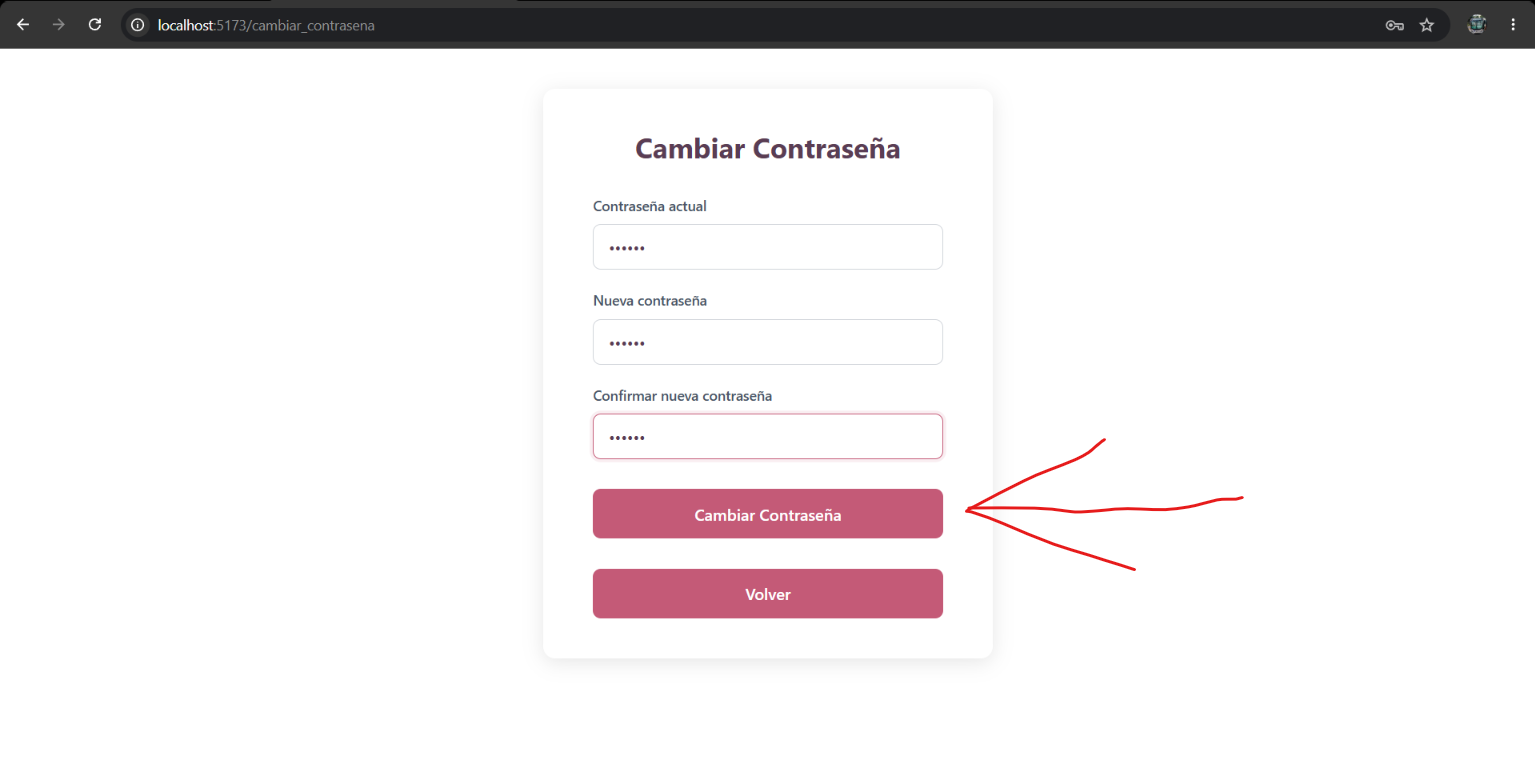 localhost:5173/cambiar_contrasena
Cambiar Contraseña
Contraseña actual
••••••
Nueva contraseña
••••••
Confirmar nueva contraseña
••••••
Cambiar Contraseña
Volver